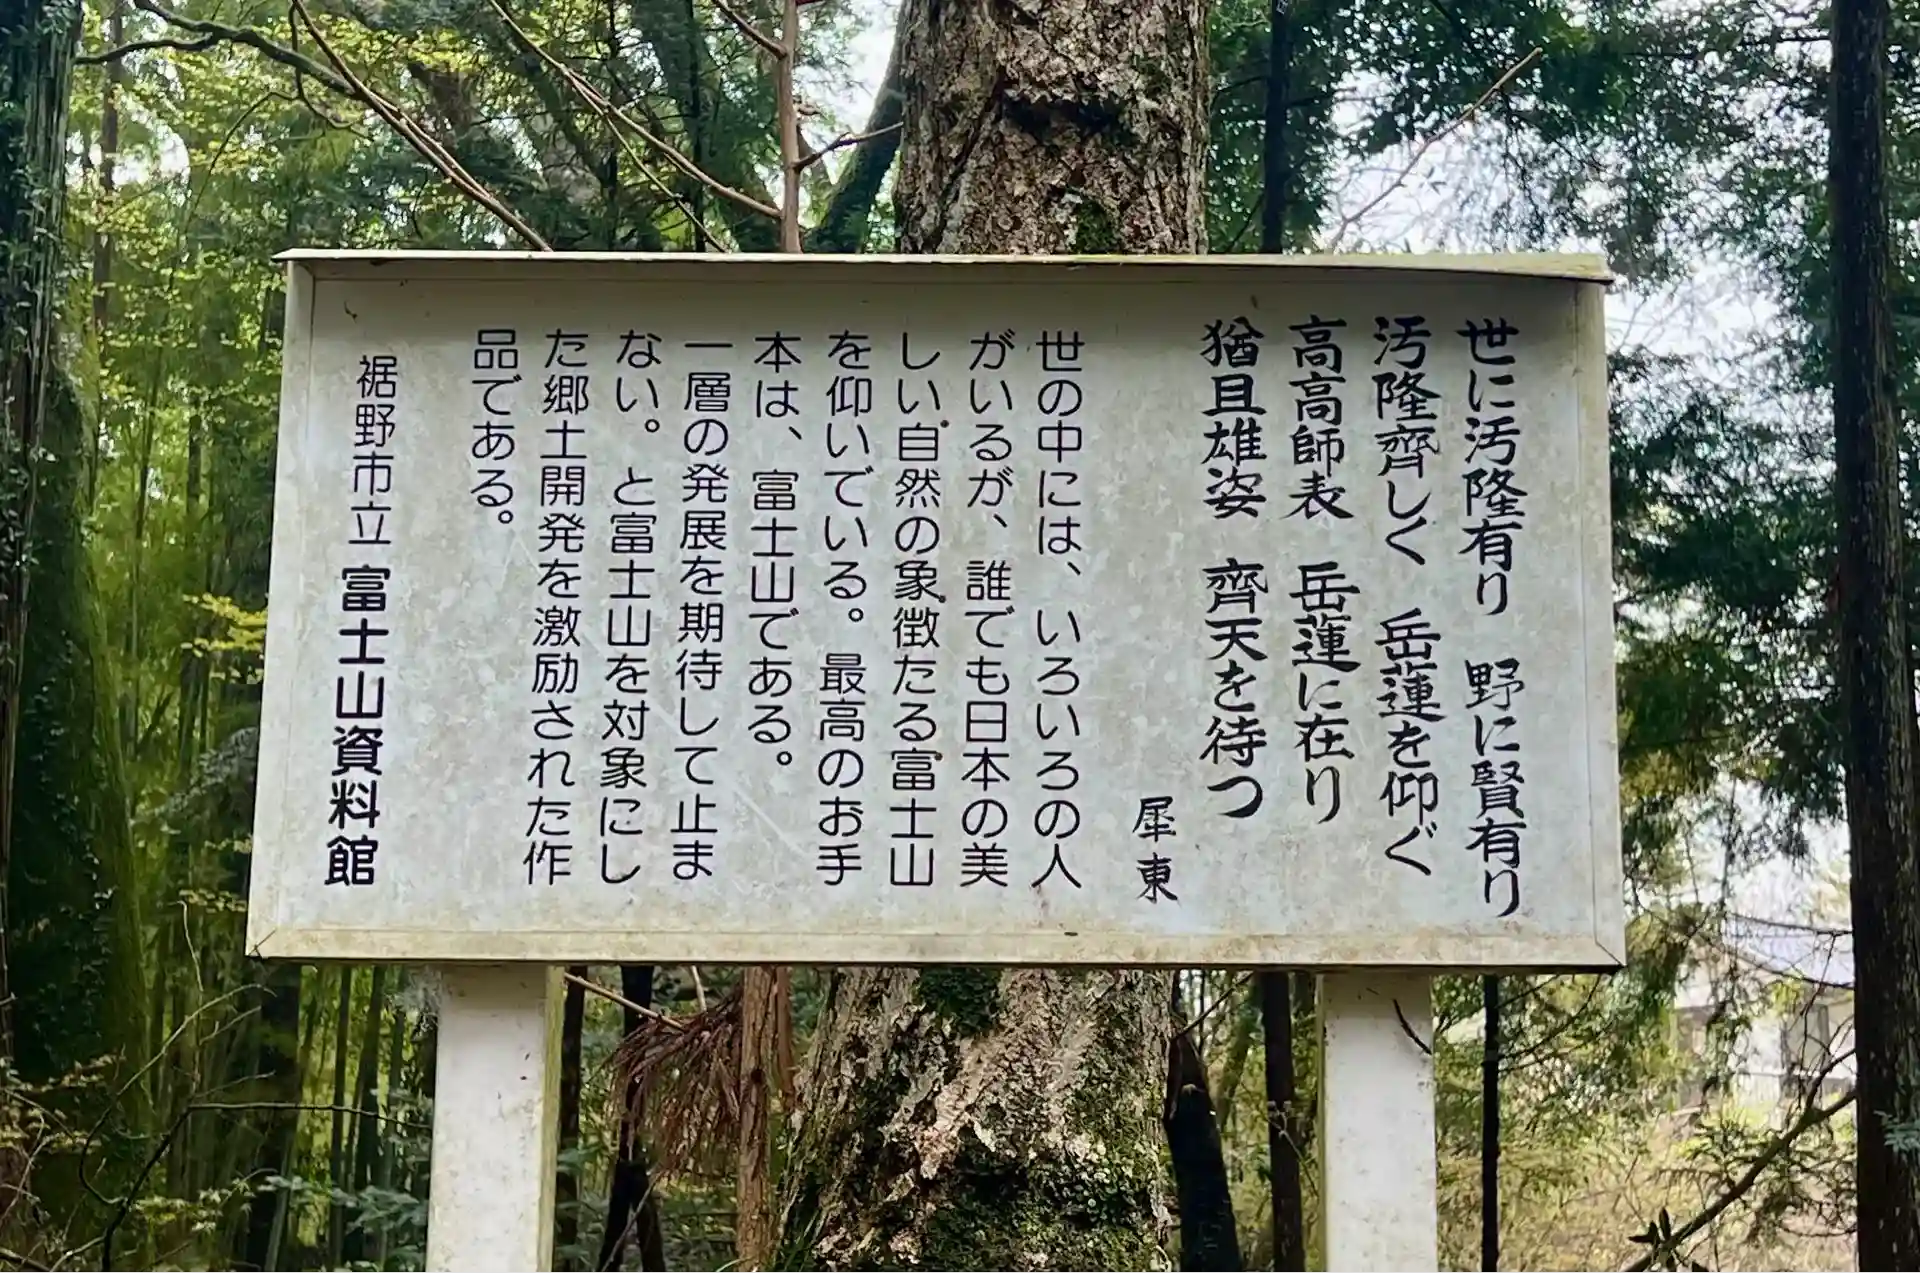 世に汚隆有り 野に賢有り
汚隆齊しく 岳蓮を仰ぐ
高高師表 岳蓮に在り
猶且雄姿 齊天を待つ
犀東
世の中には、いろいろの人
がいるが、誰でも日本の美
しい自然の象徴たる富士山
を仰いでいる。最高のお手
本は、富士山である。
一層の発展を期待して止ま
ない。と富士山を対象にし
た郷土開発を激励された作
品である。
裾野市立 富士山資料館